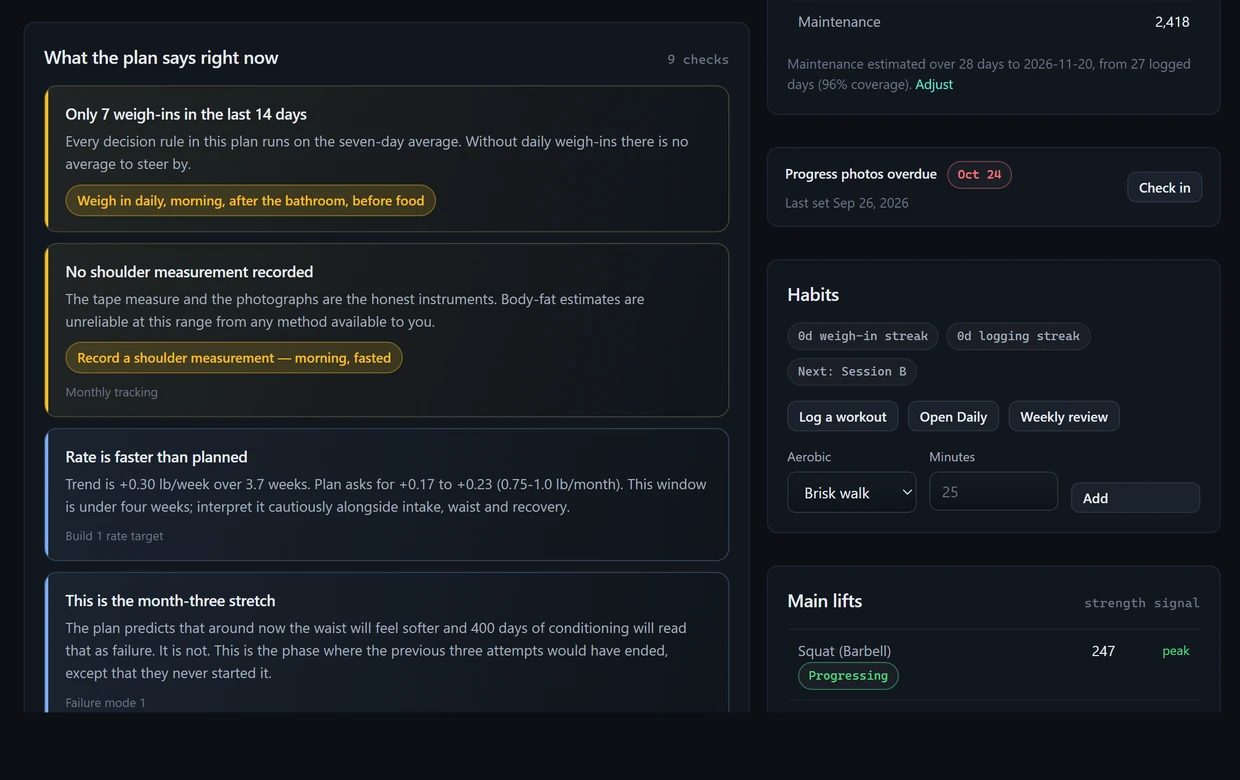 What the plan says right now
9 checks
Only 7 weigh-ins in the last 14 days
Every decision rule in this plan runs on the seven-day average. Without daily weigh-ins there is no
average to steer by.
Weigh in daily, morning, after the bathroom, before food
No shoulder measurement recorded
The tape measure and the photographs are the honest instruments. Body-fat estimates are
unreliable at this range from any method available to you.
Record a shoulder measurement — morning, fasted
Monthly tracking
Rate is faster than planned
Trend is +0.30 lb/week over 3.7 weeks. Plan asks for +0.17 to +0.23 (0.75-1.0 lb/month). This window
is under four weeks; interpret it cautiously alongside intake, waist and recovery.
Build 1 rate target
This is the month-three stretch
The plan predicts that around now the waist will feel softer and 400 days of conditioning will read
that as failure. It is not. This is the phase where the previous three attempts would have ended,
except that they never started it.
Failure mode 1
Maintenance 2,418
Maintenance estimated over 28 days to 2026-11-20, from 27 logged
days (96% coverage). Adjust
Progress photos overdue Oct 24
Last set Sep 26, 2026
Check in
Habits
0d weigh-in streak 0d logging streak
Next: Session B
Log a workout Open Daily Weekly review
Aerobic Minutes
Brisk walk 25 Add
Main lifts strength signal
Squat (Barbell) 247 peak
Progressing